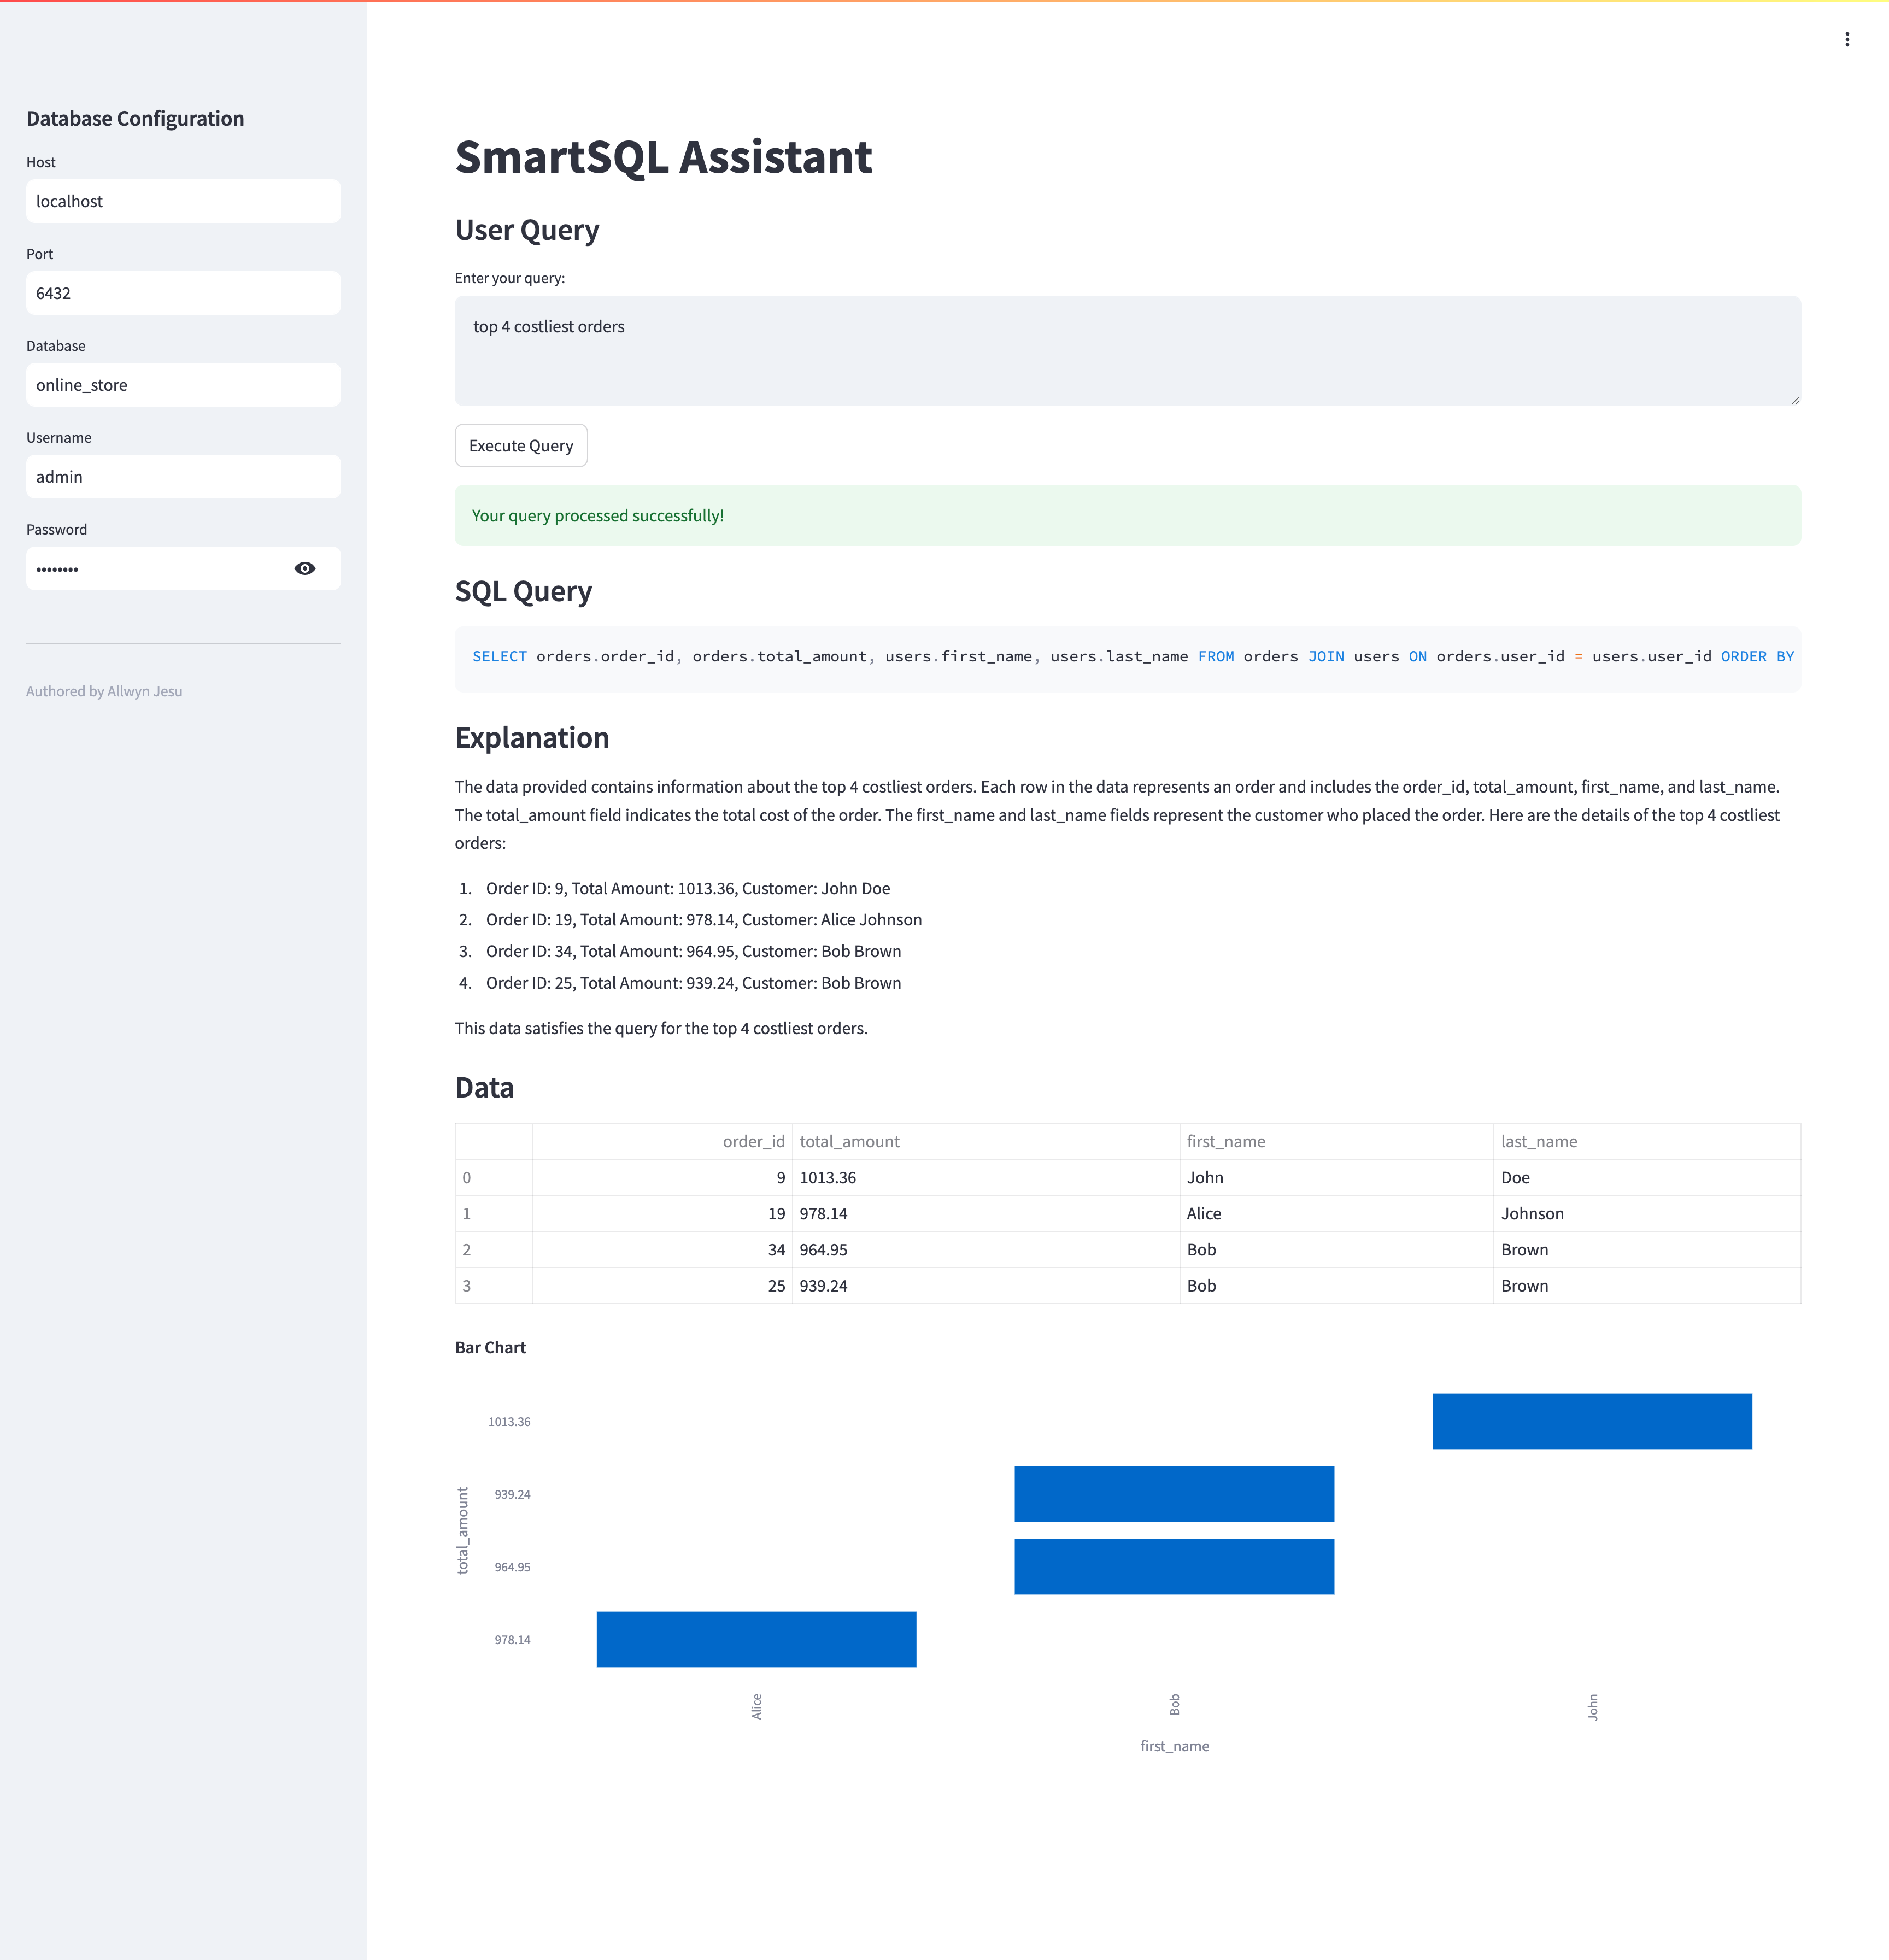 Database Configuration
Host
localhost
Port
6432
Database
online_store
Username
admin
Password
••••••••
Authored by Allwyn Jesu
SmartSQL Assistant
User Query
Enter your query:
top 4 costliest orders
Execute Query
Your query processed successfully!
SQL Query
SELECT orders.order_id, orders.total_amount, users.first_name, users.last_name FROM orders JOIN users ON orders.user_id = users.user_id ORDER BY
Explanation
The data provided contains information about the top 4 costliest orders. Each row in the data represents an order and includes the order_id, total_amount, first_name, and last_name.
The total_amount field indicates the total cost of the order. The first_name and last_name fields represent the customer who placed the order. Here are the details of the top 4 costliest
orders:
1. Order ID: 9, Total Amount: 1013.36, Customer: John Doe
2. Order ID: 19, Total Amount: 978.14, Customer: Alice Johnson
3. Order ID: 34, Total Amount: 964.95, Customer: Bob Brown
4. Order ID: 25, Total Amount: 939.24, Customer: Bob Brown
This data satisfies the query for the top 4 costliest orders.
Data
order_id total_amount first_name last_name
0 9 1013.36 John Doe
1 19 978.14 Alice Johnson
2 34 964.95 Bob Brown
3 25 939.24 Bob Brown
Bar Chart
total_amount
1013.36
939.24
964.95
978.14
Alice Bob John
first_name